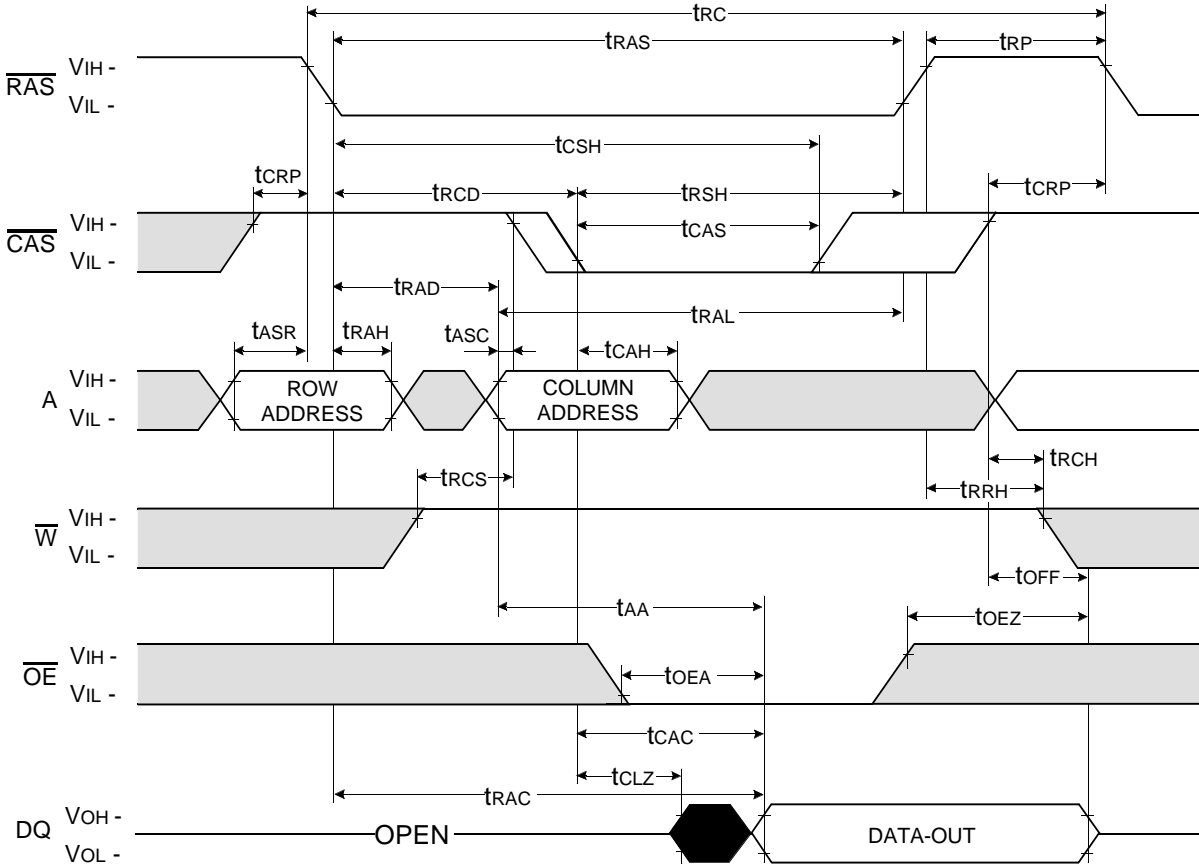 tRC
tRAS
tRP
RAS
VIH -
VIL -
tCSH
tCRP
tRCD
tRSH
tCRP
CAS
VIH -
VIL -
tCAS
tRAD
tRAL
tASR
tRAH
tASC
tCAH
A
VIH -
VIL -
ROW
ADDRESS
COLUMN
ADDRESS
tRCS
tRCH
tRRH
W
VIH -
VIL -
tOFF
tAA
tOEZ
OE
VIH -
VIL -
tOEA
tCAC
tCLZ
tRAC
DQ
VOH -
VOL -
OPEN
DATA-OUT